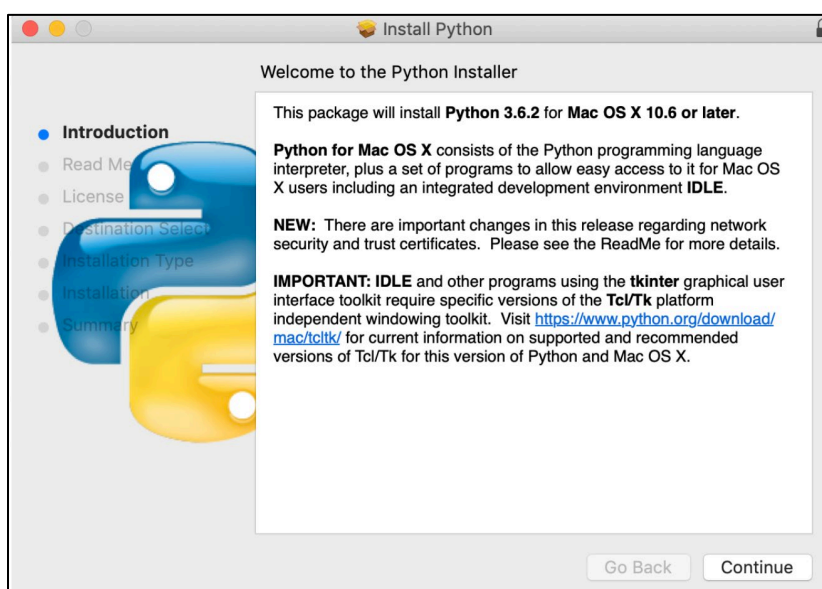 Install Python
Welcome to the Python Installer
Introduction
Read Me
License
Destination Select
Installation Type
Installation
Summary
This package will install Python 3.6.2 for Mac OS X 10.6 or later.
Python for Mac OS X consists of the Python programming language
interpreter, plus a set of programs to allow easy access to it for Mac OS
X users including an integrated development environment IDLE.
NEW:  There are important changes in this release regarding network
security and trust certificates.  Please see the ReadMe for more details.
IMPORTANT: IDLE and other programs using the tkinter graphical user
interface toolkit require specific versions of the Tcl/Tk platform
independent windowing toolkit.  Visit https://www.python.org/download/
mac/tcltk/ for current information on supported and recommended
versions of Tcl/Tk for this version of Python and Mac OS X.
Go Back
Continue